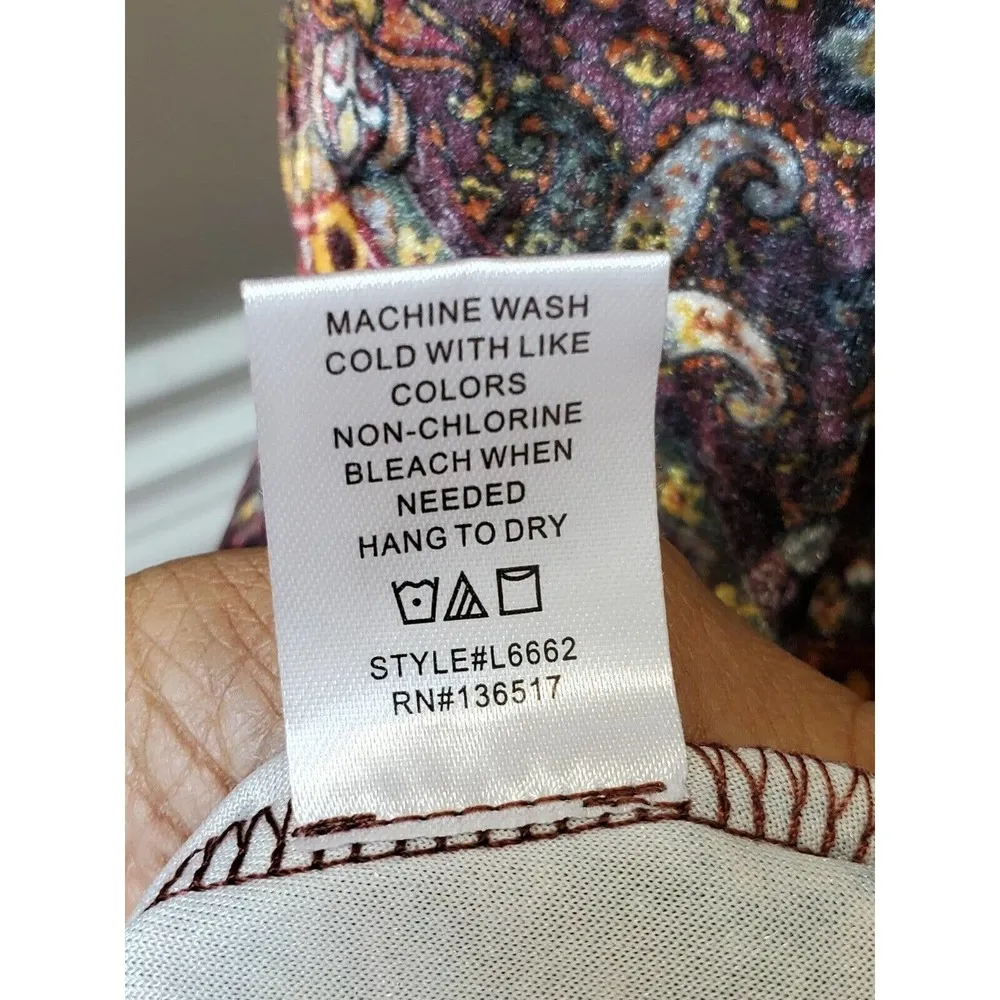 MACHINE WASH
COLD WITH LIKE
COLORS
NON-CHLORINE
BLEACH WHEN
NEEDED
HANG TO DRY
STYLE#L6662
RN#136517